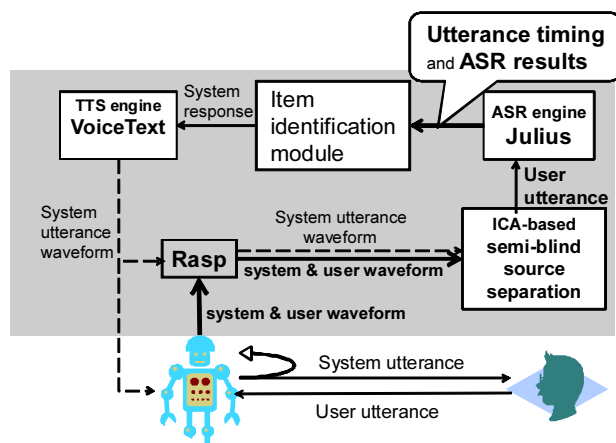 Utterance timing
and ASR results
TTS engine
VoiceText
System
response
Item
identification
module
ASR engine
Julius
User
utterance
System
utterance
waveform
System utterance
waveform
Rasp
system & user waveform
ICA-based
semi-blind
source
separation
system & user waveform
System utterance
User utterance